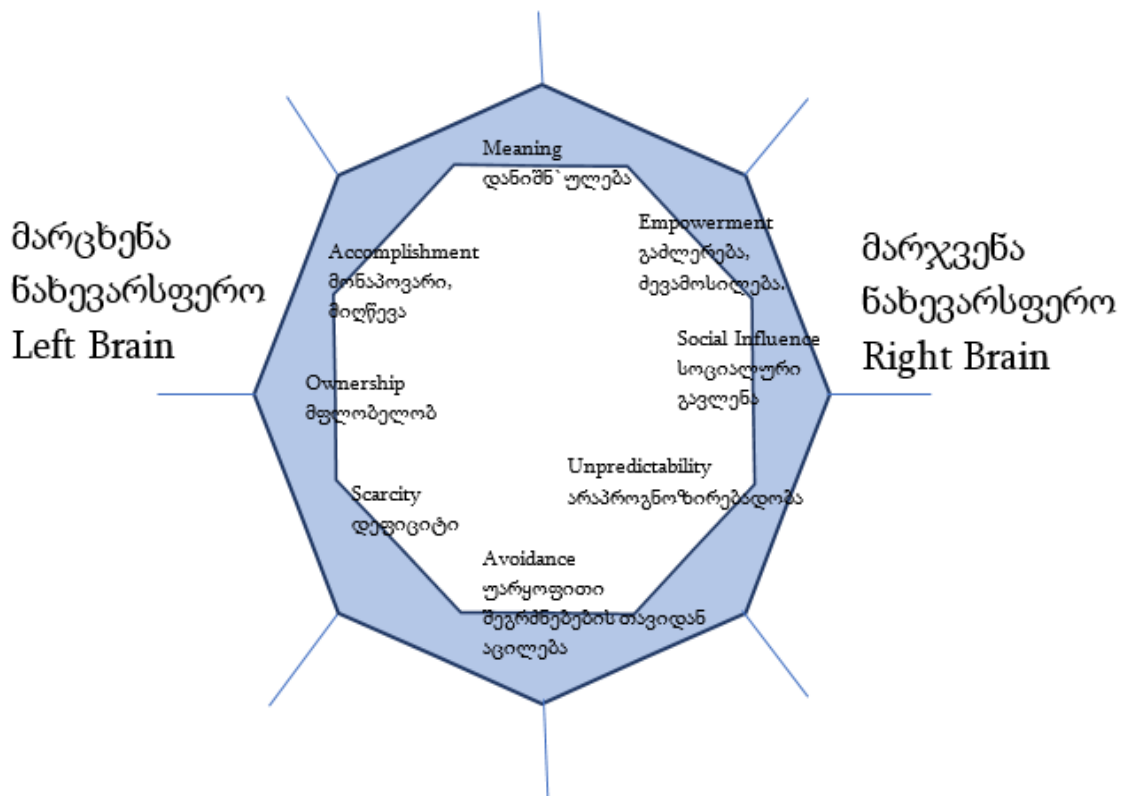 Meaning
დანიშნ`ულება
Empowerment
გაძლერება,
ძევამოსილება.
Accomplishment
მონაპოვარი,
მიღწევა
მარცხენა
ნახევარსფერო
Left Brain
მარჯვენა
ნახევარსფერო
Right Brain
Social Influence
სოციალური
გავლენა
Ownership
მფლობელობ
Unpredictability
არაპროგნოზირებადობა
Scarcity
დეფიციტი
Avoidance
უარყოფითი
შეგრძნებების თავიდან
აცილება